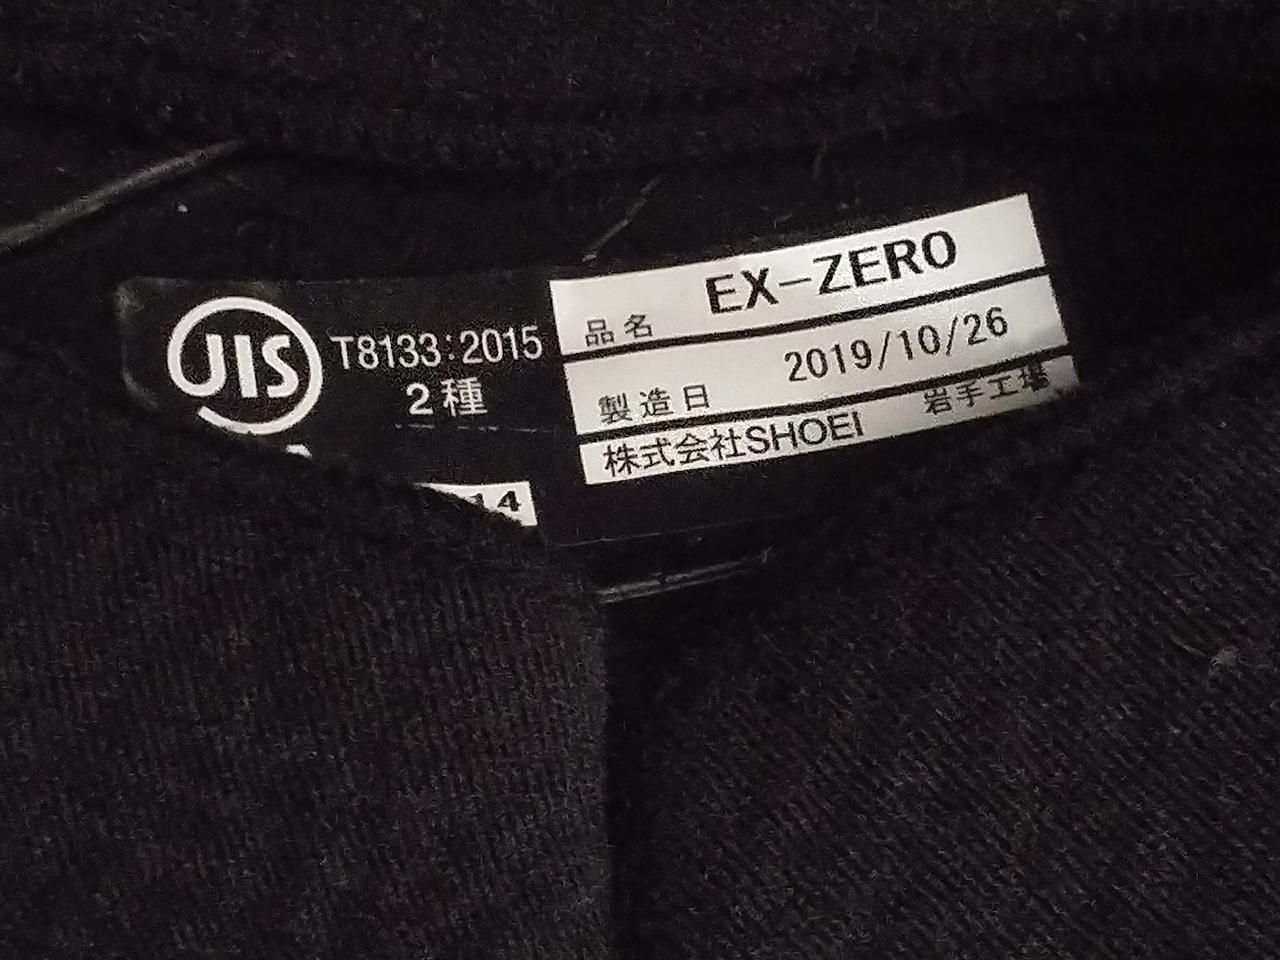 JIS
T8133:2015
2種
14
品名 EX-ZERO
製造日 2019/10/26
株式会社SHOEI 岩手工場